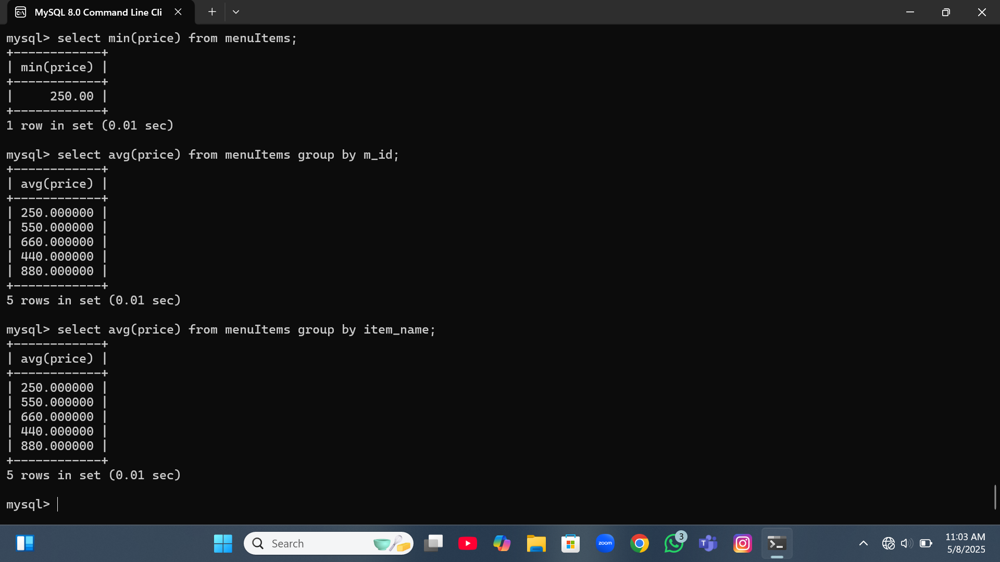 MySQL 8.0 Command Line Cli
mysql> select min(price) from menuItems;
+------------+
| min(price) |
+------------+
|     250.00 |
+------------+
1 row in set (0.01 sec)
mysql> select avg(price) from menuItems group by m_id;
+------------+
| avg(price) |
+------------+
| 250.000000 |
| 550.000000 |
| 660.000000 |
| 440.000000 |
| 880.000000 |
+------------+
5 rows in set (0.01 sec)
mysql> select avg(price) from menuItems group by item_name;
+------------+
| avg(price) |
+------------+
| 250.000000 |
| 550.000000 |
| 660.000000 |
| 440.000000 |
| 880.000000 |
+------------+
5 rows in set (0.01 sec)
mysql>
Search
zoom
3
T
11:03 AM
5/8/2025